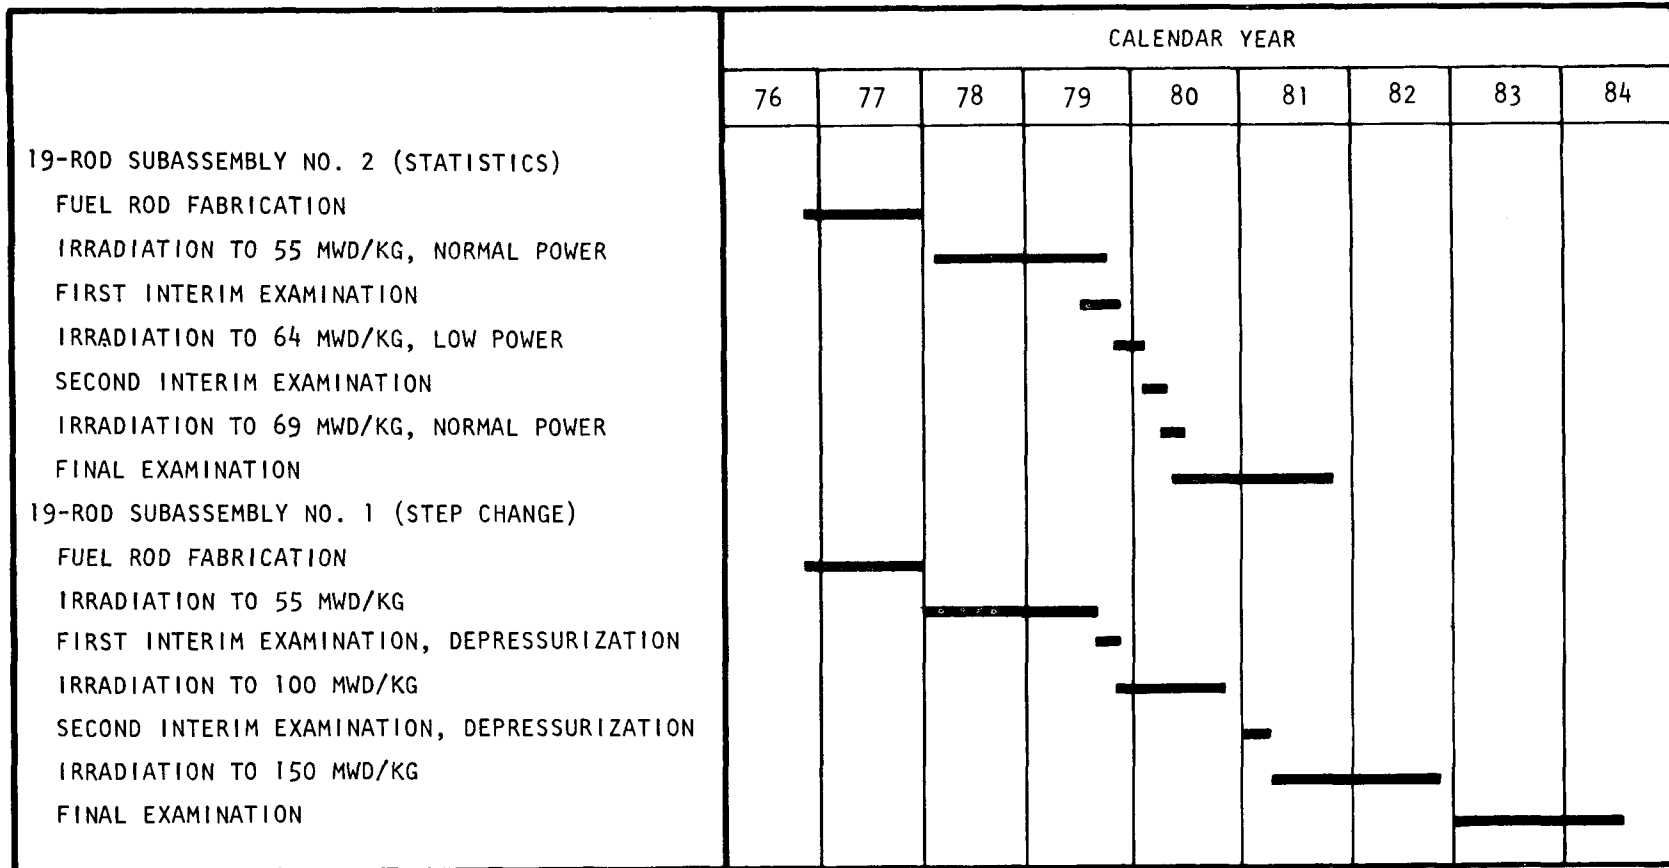 CALENDAR YEAR
76 77 78 79 80 81 82 83 84
19-ROD SUBASSEMBLY NO. 2 (STATISTICS)
FUEL ROD FABRICATION
IRRADIATION TO 55 MWD/KG, NORMAL POWER
FIRST INTERIM EXAMINATION
IRRADIATION TO 64 MWD/KG, LOW POWER
SECOND INTERIM EXAMINATION
IRRADIATION TO 69 MWD/KG, NORMAL POWER
FINAL EXAMINATION
19-ROD SUBASSEMBLY NO. 1 (STEP CHANGE)
FUEL ROD FABRICATION
IRRADIATION TO 55 MWD/KG
FIRST INTERIM EXAMINATION, DEPRESSURIZATION
IRRADIATION TO 100 MWD/KG
SECOND INTERIM EXAMINATION, DEPRESSURIZATION
IRRADIATION TO 150 MWD/KG
FINAL EXAMINATION